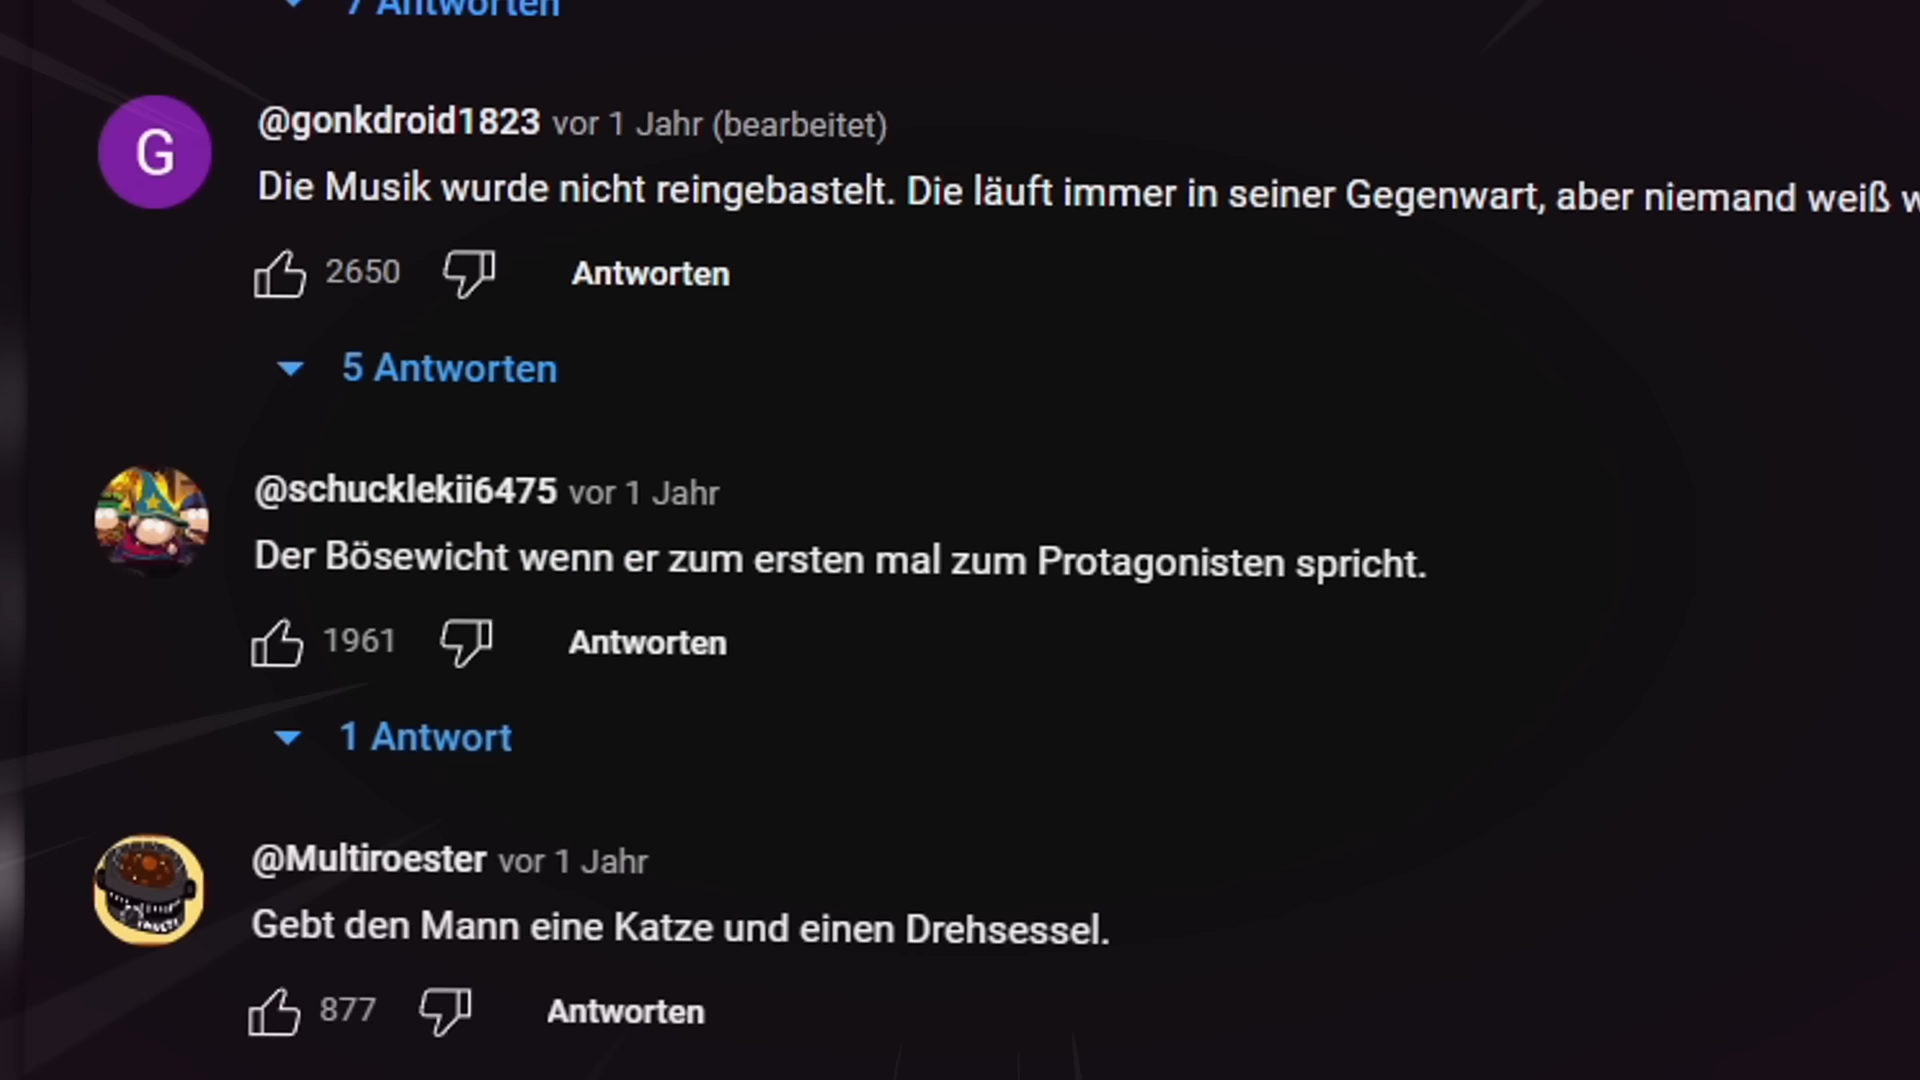 7 Antworten
G
@gonkdroid1823 vor 1 Jahr (bearbeitet)
Die Musik wurde nicht reingebastelt. Die läuft immer in seiner Gegenwart, aber niemand weiß
2650 Antworten
5 Antworten
@schucklekii6475 vor 1 Jahr
Der Bösewicht wenn er zum ersten mal zum Protagonisten spricht.
1961 Antworten
1 Antwort
@Multiroester vor 1 Jahr
Gebt den Mann eine Katze und einen Drehsessel.
877 Antworten